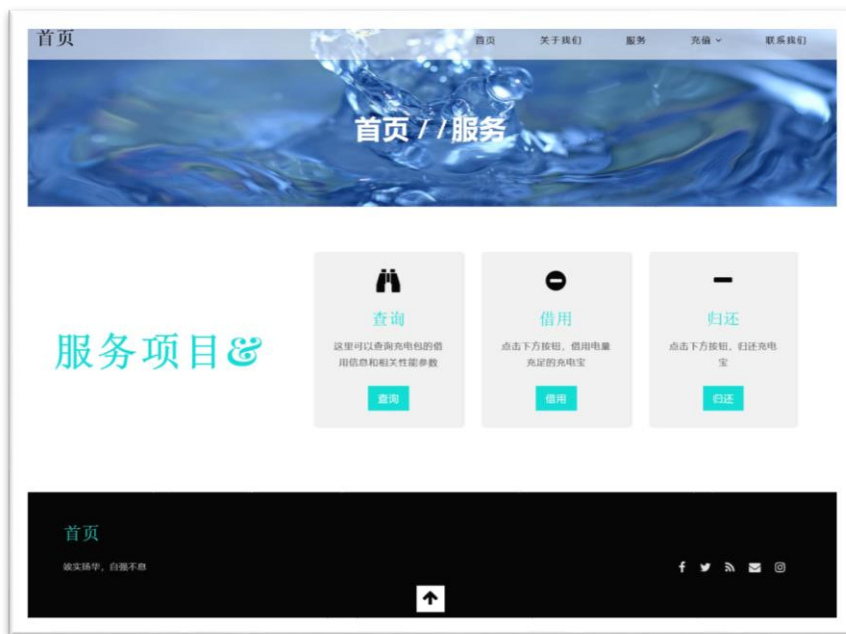 首页
首页 关于我们 服务 充值 联系我们
首页 / /服务
服务项目&
查询
这里可以查询充电包的借
用信息和相关性能参数
查询
借用
点击下方按钮，借用电量
充足的充电宝
借用
归还
点击下方按钮，归还充电
宝
归还
首页
竢实扬华，自强不息